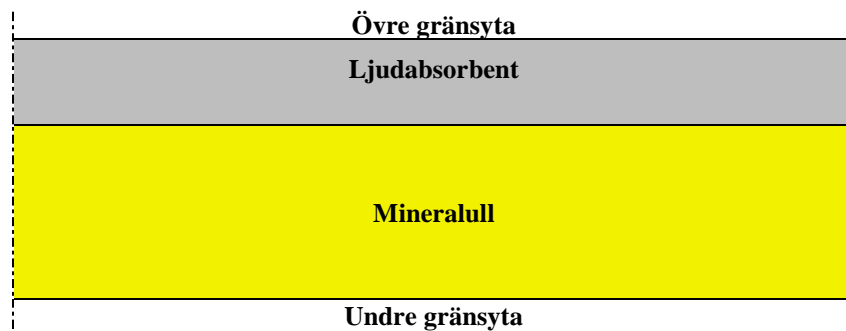 Övre gränsyta
Ljudabsorbent
Mineralull
Undre gränsyta